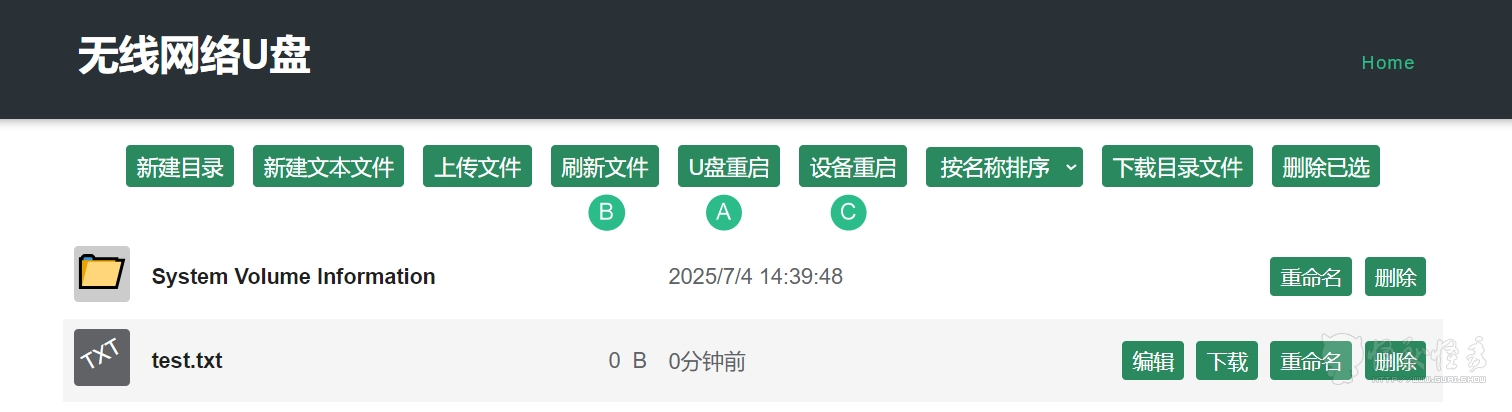 无线网络U盘
Home
新建目录 新建文本文件 上传文件 刷新文件 U盘重启 设备重启 按名称排序 下载目录文件 删除已选
B A C
System Volume Information 2025/7/4 14:39:48 重命名 删除
TXT test.txt 0 B 0分钟前 编辑 下载 重命名 删除
HTTP://WWW.GUAI.SHOW